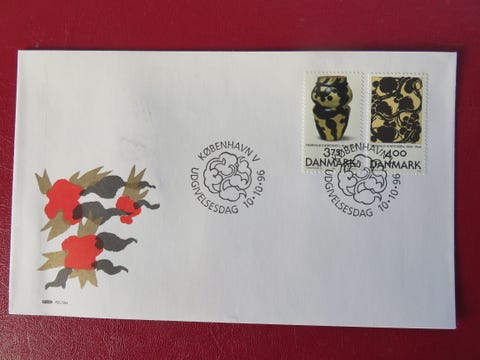 3.75
DANMARK
4.00
DANMARK
KØBENHAVN V
UDGIVELSESDAG 10·10·96
KØBENHAVN V
UDGIVELSESDAG 10·10·96